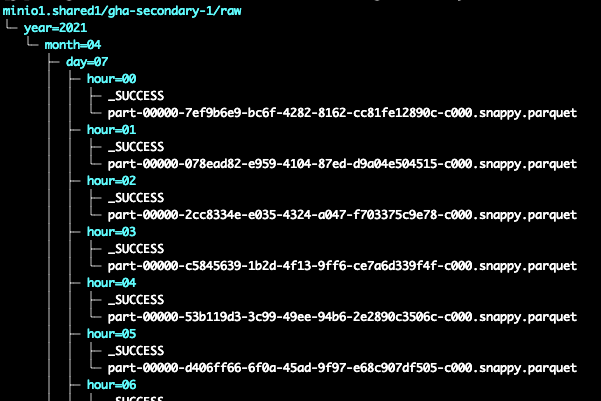 minio1.shared1/gha-secondary-1/raw
└─ year=2021
   └─ month=04
      ├─ day=07
      │  ├─ hour=00
      │  │  ├─ _SUCCESS
      │  │  └─ part-00000-7ef9b6e9-bc6f-4282-8162-cc81fe12890c-c000.snappy.parquet
      │  ├─ hour=01
      │  │  ├─ _SUCCESS
      │  │  └─ part-00000-078ead82-e959-4104-87ed-d9a04e504515-c000.snappy.parquet
      │  ├─ hour=02
      │  │  ├─ _SUCCESS
      │  │  └─ part-00000-2cc8334e-e035-4324-a047-f703375c9e78-c000.snappy.parquet
      │  ├─ hour=03
      │  │  ├─ _SUCCESS
      │  │  └─ part-00000-c5845639-1b2d-4f13-9ff6-ce7a6d339f4f-c000.snappy.parquet
      │  ├─ hour=04
      │  │  ├─ _SUCCESS
      │  │  └─ part-00000-53b119d3-3c99-49ee-94b6-2e2890c3506c-c000.snappy.parquet
      │  ├─ hour=05
      │  │  ├─ _SUCCESS
      │  │  └─ part-00000-d406ff66-6f0a-45ad-9f97-e68c907df505-c000.snappy.parquet
      │  ├─ hour=06
      │  │  ├─ _SUCCESS